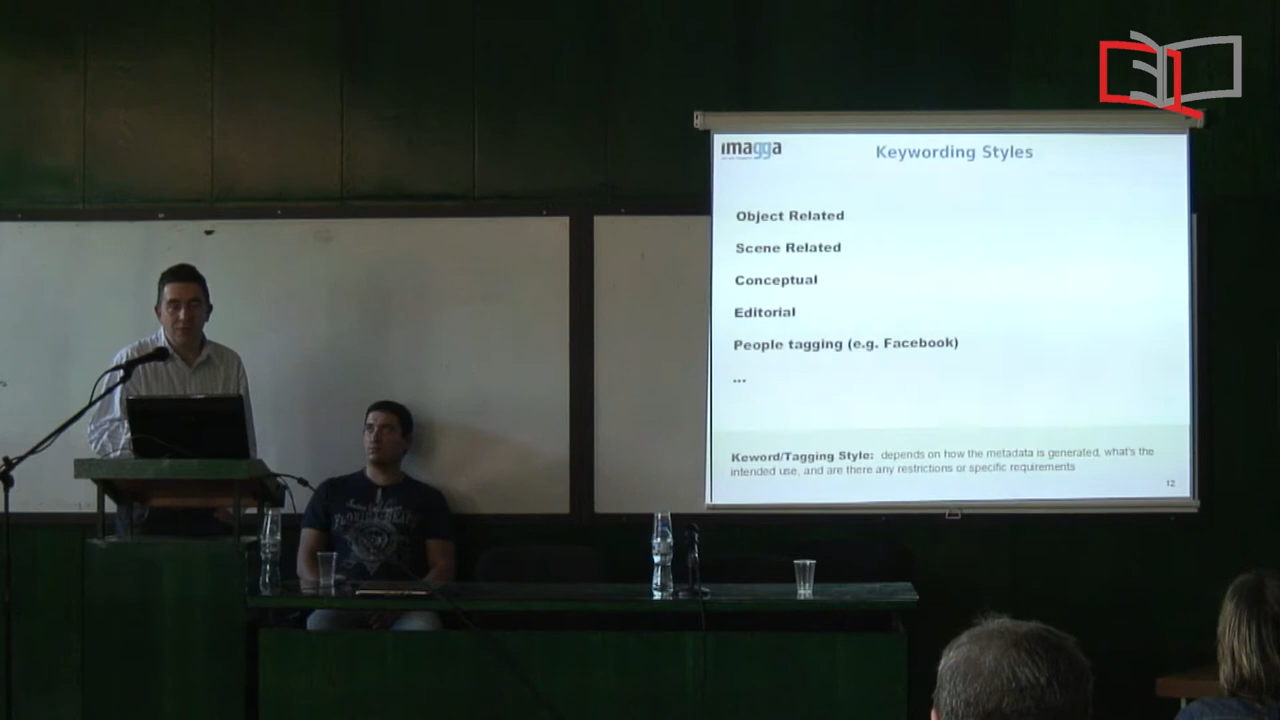 imagga
Keywording Styles
Object Related
Scene Related
Conceptual
Editorial
People tagging (e.g. Facebook)
...
Keword/Tagging Style: depends on how the metadata is generated, what's the
intended use, and are there any restrictions or specific requirements
12